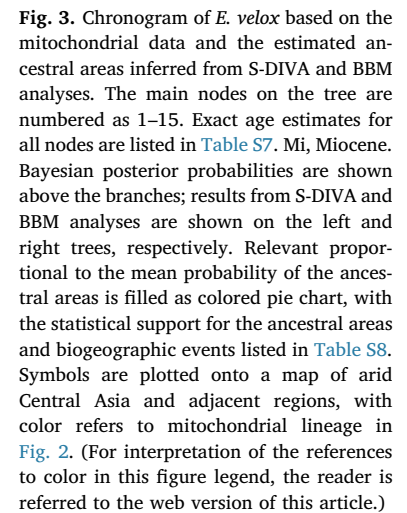 Fig. 3. Chronogram of E. velox based on the
mitochondrial data and the estimated an-
cestral areas inferred from S-DIVA and BBM
analyses. The main nodes on the tree are
numbered as 1–15. Exact age estimates for
all nodes are listed in Table S7. Mi, Miocene.
Bayesian posterior probabilities are shown
above the branches; results from S-DIVA and
BBM analyses are shown on the left and
right trees, respectively. Relevant propor-
tional to the mean probability of the ances-
tral areas is filled as colored pie chart, with
the statistical support for the ancestral areas
and biogeographic events listed in Table S8.
Symbols are plotted onto a map of arid
Central Asia and adjacent regions, with
color refers to mitochondrial lineage in
Fig. 2. (For interpretation of the references
to color in this figure legend, the reader is
referred to the web version of this article.)